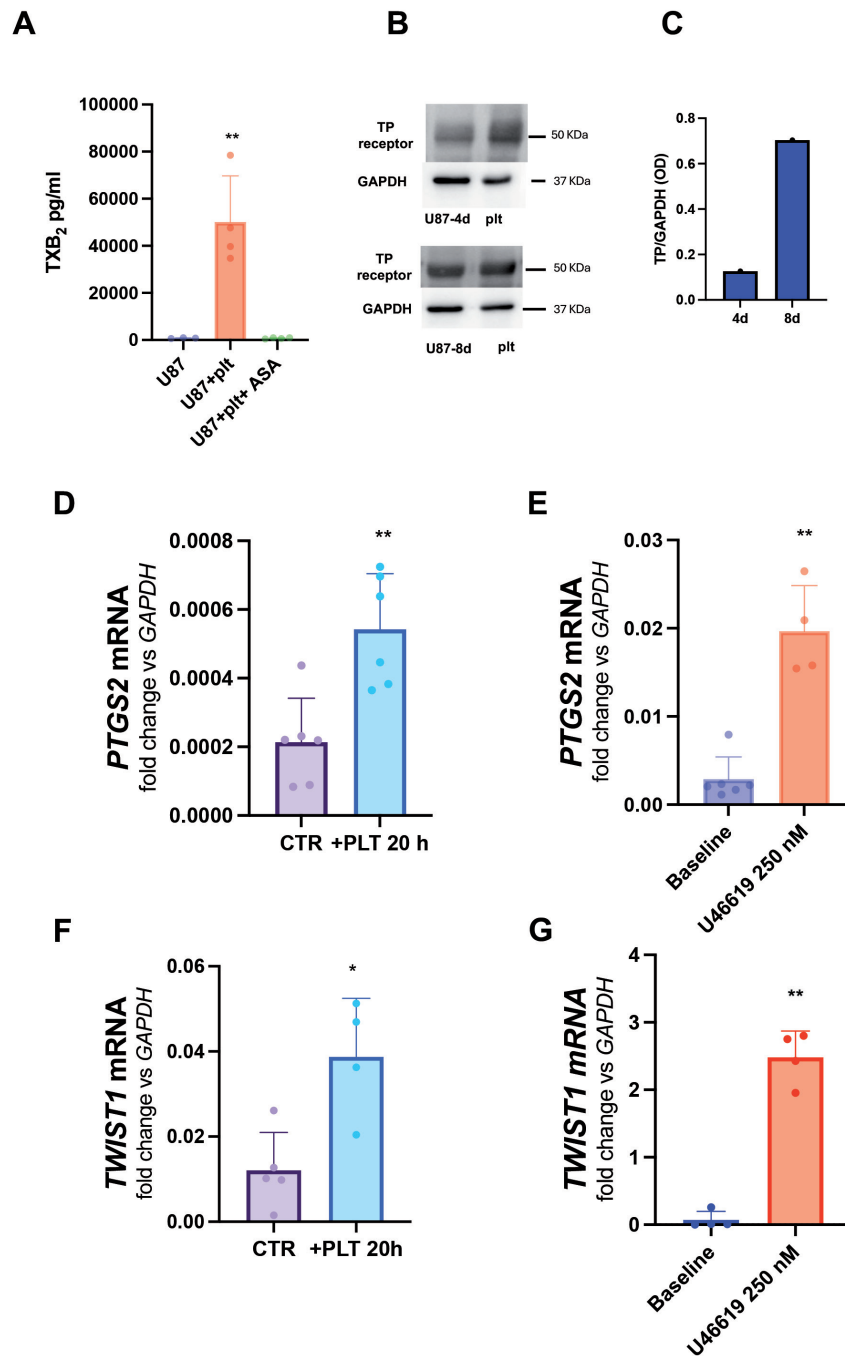 A
TXB2 pg/ml
100000
80000
60000
40000
20000
0
**
U87
U87+plt
U87+plt+ ASA
B
TP
receptor
50 KDa
GAPDH
37 KDa
U87-4d plt
TP
receptor
50 KDa
GAPDH
37 KDa
U87-8d plt
C
TP/GAPDH (OD)
0.8
0.6
0.4
0.2
0.0
4d 8d
D
PTGS2 mRNA
fold change vs GAPDH
0.0008
0.0006
0.0004
0.0002
0.0000
**
CTR +PLT 20 h
E
PTGS2 mRNA
fold change vs GAPDH
0.03
0.02
0.01
0.00
**
Baseline
U46619 250 nM
F
TWIST1 mRNA
fold change vs GAPDH
0.06
0.04
0.02
0.00
*
CTR +PLT 20h
G
TWIST1 mRNA
fold change vs GAPDH
4
3
2
1
0
**
Baseline
U46619 250 nM